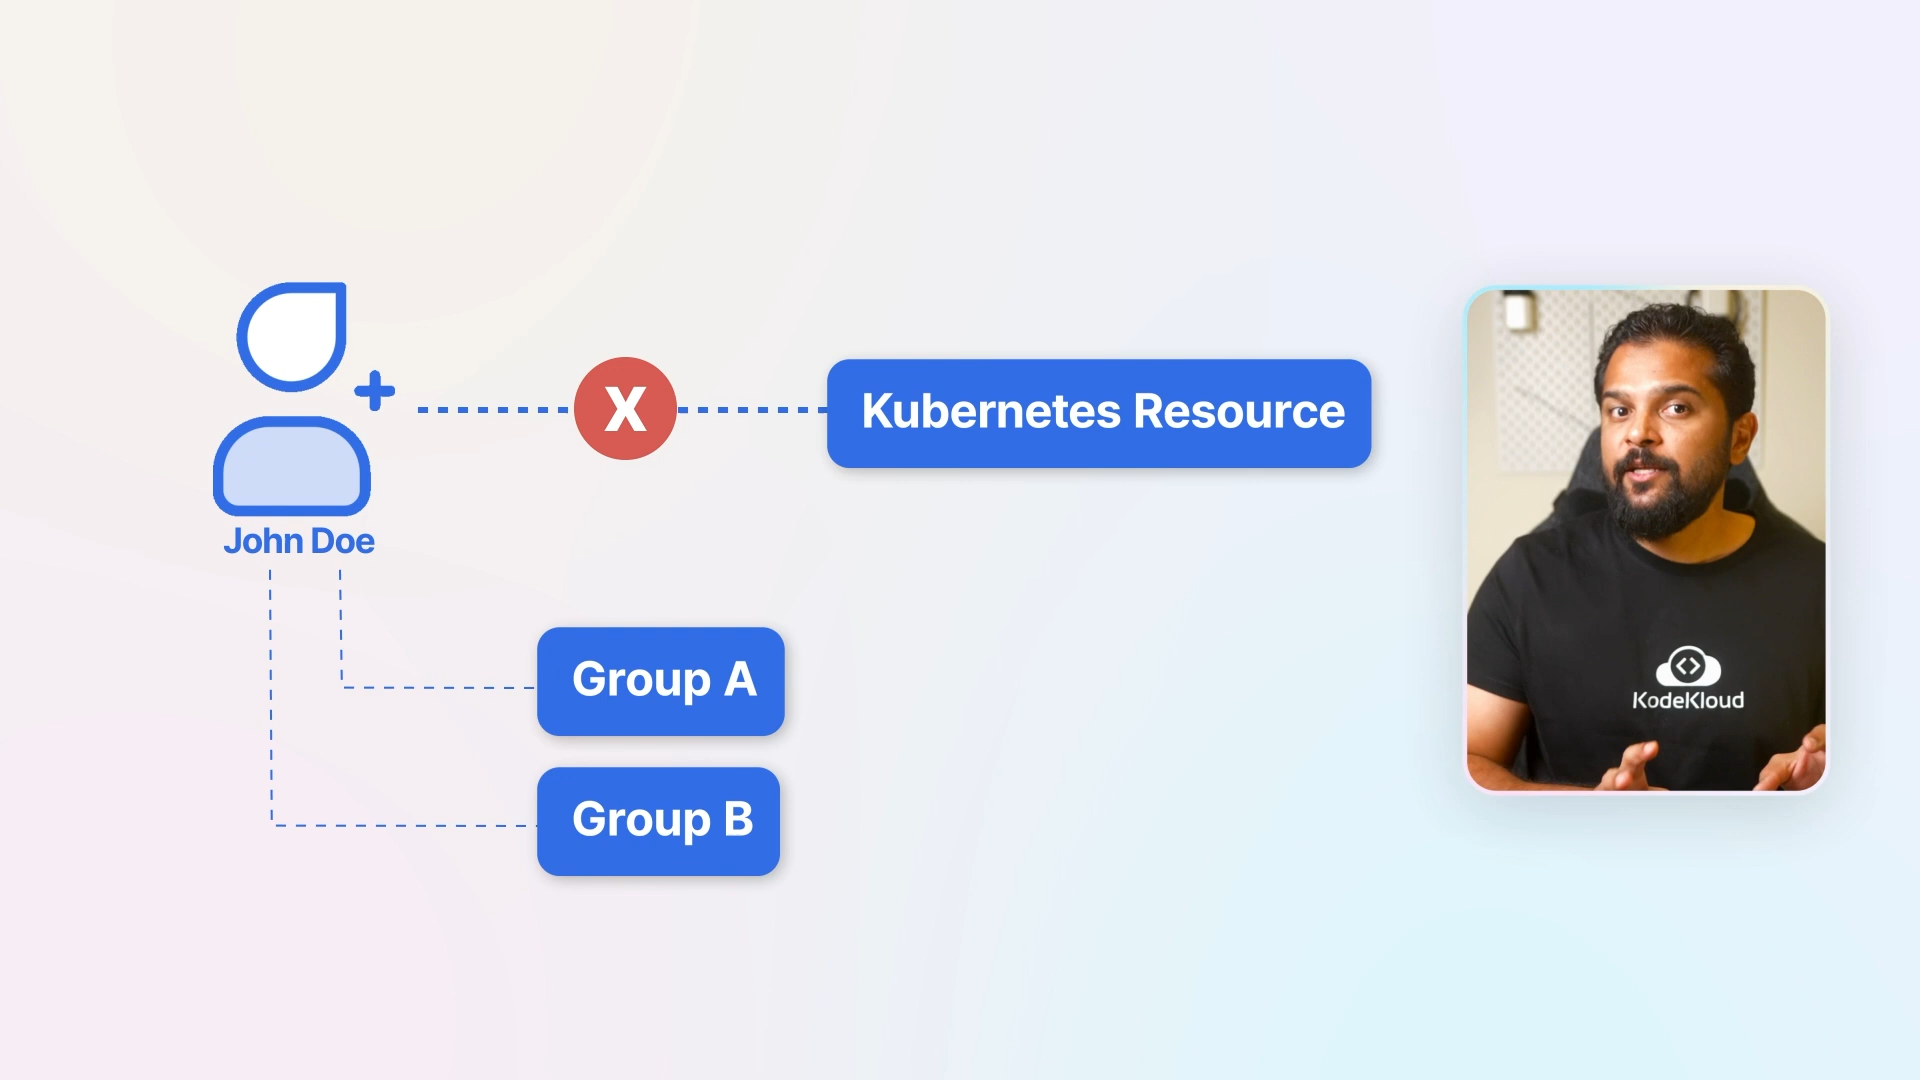 X
Kubernetes Resource
John Doe
Group A
Group B
KodeKloud